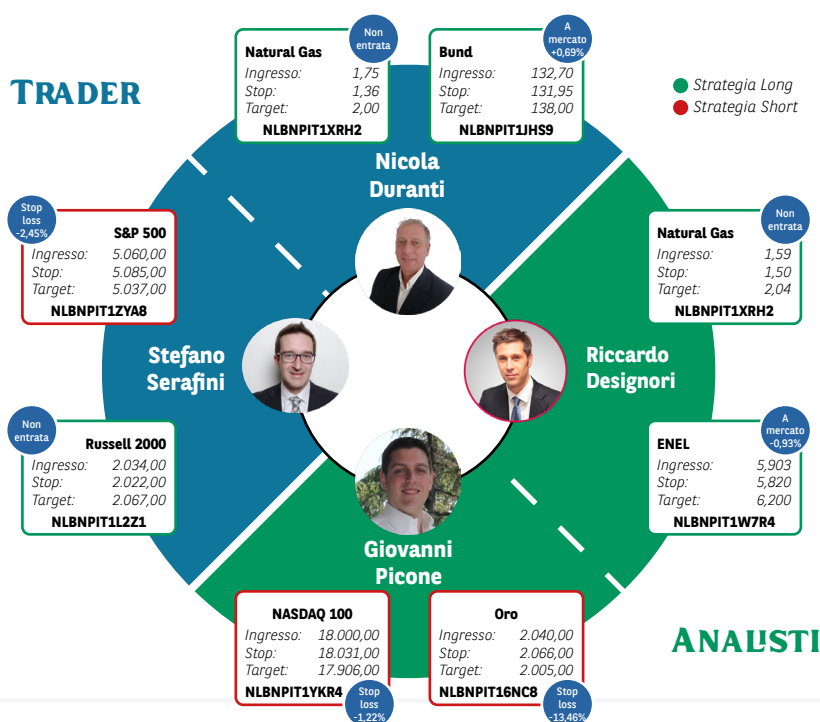 TRADER
Natural Gas
Non
entrata
Ingresso: 1,75
Stop: 1,36
Target: 2,00
NLBNPIT1XRH2
Bund
A
mercato
+0,69%
Ingresso: 132,70
Stop: 131,95
Target: 138,00
NLBNPIT1JHS9
Strategia Long
Strategia Short
Nicola
Duranti
Stop
loss
-2,45%
S&P 500
Ingresso: 5.060,00
Stop: 5.085,00
Target: 5.037,00
NLBNPIT1ZYA8
Natural Gas
Non
entrata
Ingresso: 1,59
Stop: 1,50
Target: 2,04
NLBNPIT1XRH2
Stefano
Serafini
Riccardo
Designori
Non
entrata
Russell 2000
Ingresso: 2.034,00
Stop: 2.022,00
Target: 2.067,00
NLBNPIT1L2Z1
ENEL
A
mercato
-0,93%
Ingresso: 5,903
Stop: 5,820
Target: 6,200
NLBNPIT1W7R4
Giovanni
Picone
NASDAQ 100
Ingresso: 18.000,00
Stop: 18.031,00
Target: 17.906,00
NLBNPIT1YKR4
Stop
loss
-1,22%
Oro
Ingresso: 2.040,00
Stop: 2.066,00
Target: 2.005,00
NLBNPIT16NC8
Stop
loss
-13,46%
ANALISTI